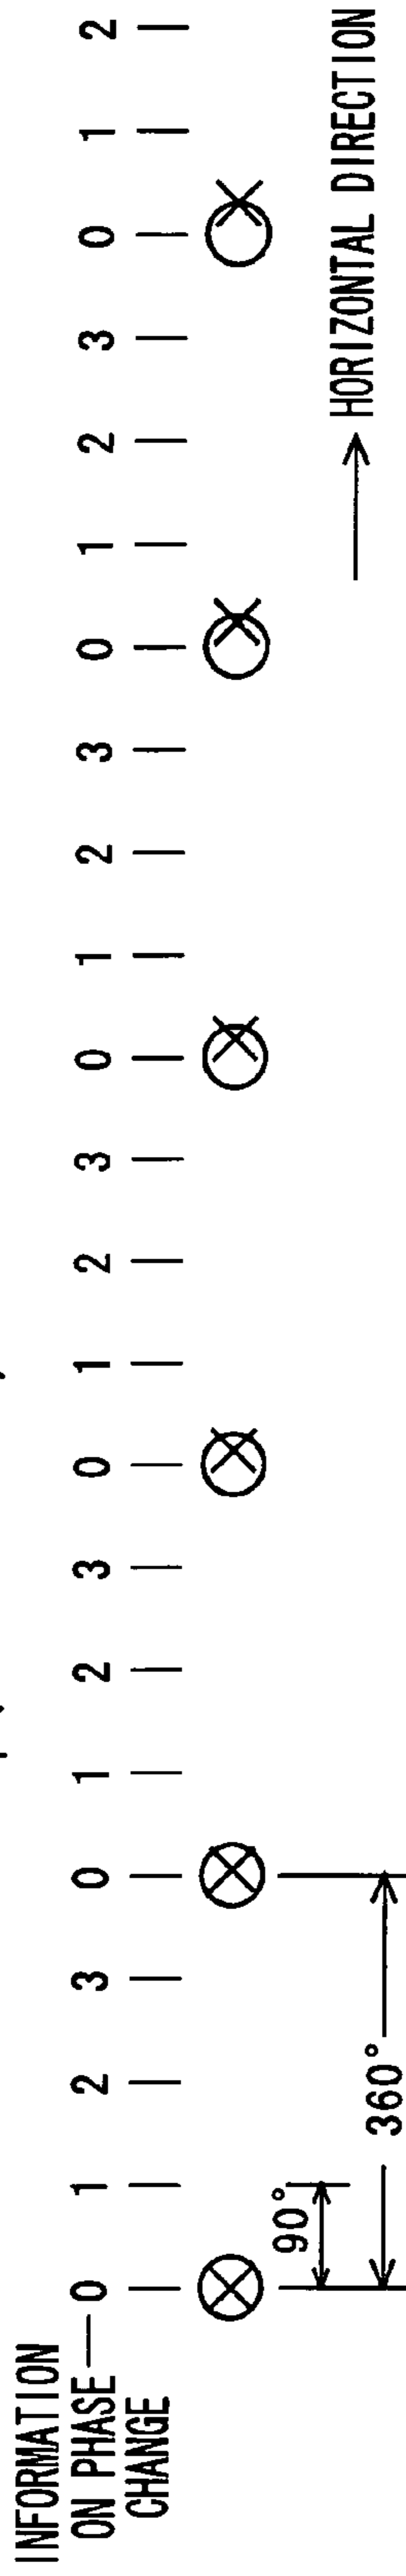 INFORMATION
ON PHASE
CHANGE
0 1 2 3 0 1 2 3 0 1 2 3 0 1 2 3 0 1 2 3 0 1 2
90°
360°
HORIZONTAL DIRECTION